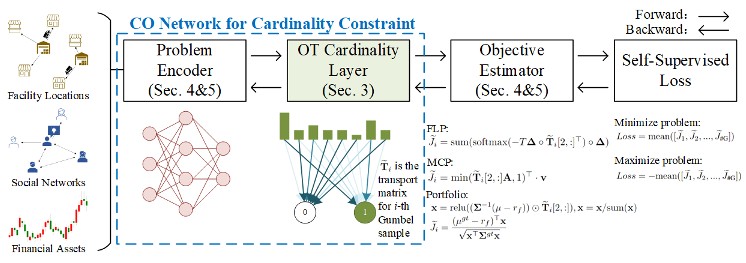 CO Network for Cardinality Constraint
Forward:
Backward:
Facility Locations
Social Networks
Financial Assets
Problem
Encoder
(Sec. 4&5)
OT Cardinality
Layer
(Sec. 3)
Objective
Estimator
(Sec. 4&5)
Self-Supervised
Loss
T̃ᵢ is the
transport
matrix
for i-th
Gumbel
sample
0
1
FLP:
J̃ᵢ = sum(softmax(−TΔ ∘ T̃ᵢ[2,:]⊤) ∘ Δ)
MCP:
J̃ᵢ = min(T̃ᵢ[2,:]A, 1)⊤ · v
Portfolio:
x = relu((Σ⁻¹(μ − r_f)) ⊙ T̃ᵢ[2,:]), x = x/sum(x)
J̃ᵢ = (μ^gt − r_f)⊤x / √(x⊤Σ^gt x)
Minimize problem:
Loss = mean([J̃₁, J̃₂, ..., J̃_#G])
Maximize problem:
Loss = −mean([J̃₁, J̃₂, ..., J̃_#G])